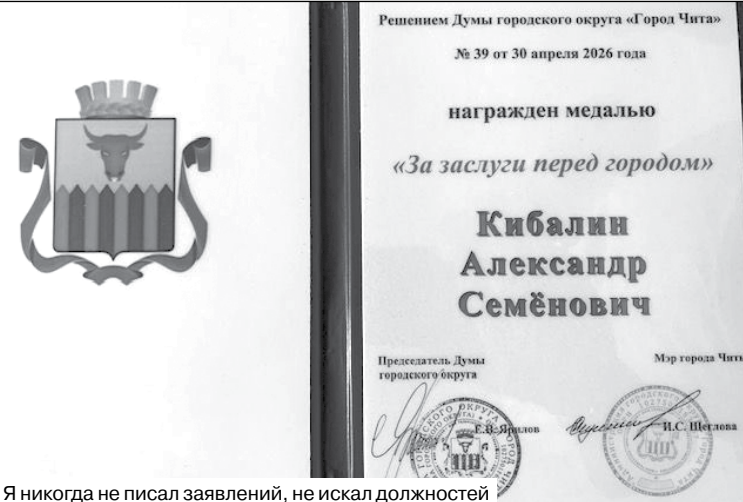 Решением Думы городского округа «Город Чита»
№ 39 от 30 апреля 2026 года
награжден медалью
«За заслуги перед городом»
Кибалин
Александр
Семёнович
Председатель Думы
городского округа
Мэр города Читы
Е.В. Ярилов
И.С. Щеглова
Я никогда не писал заявлений, не искал должностей